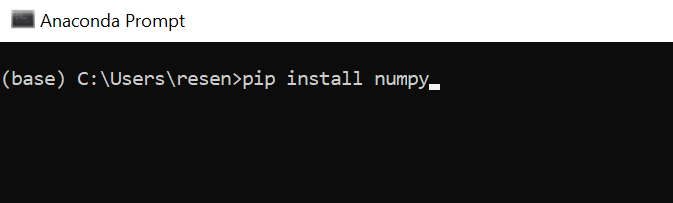 Anaconda Prompt
(base) C:\Users\resen>pip install numpy